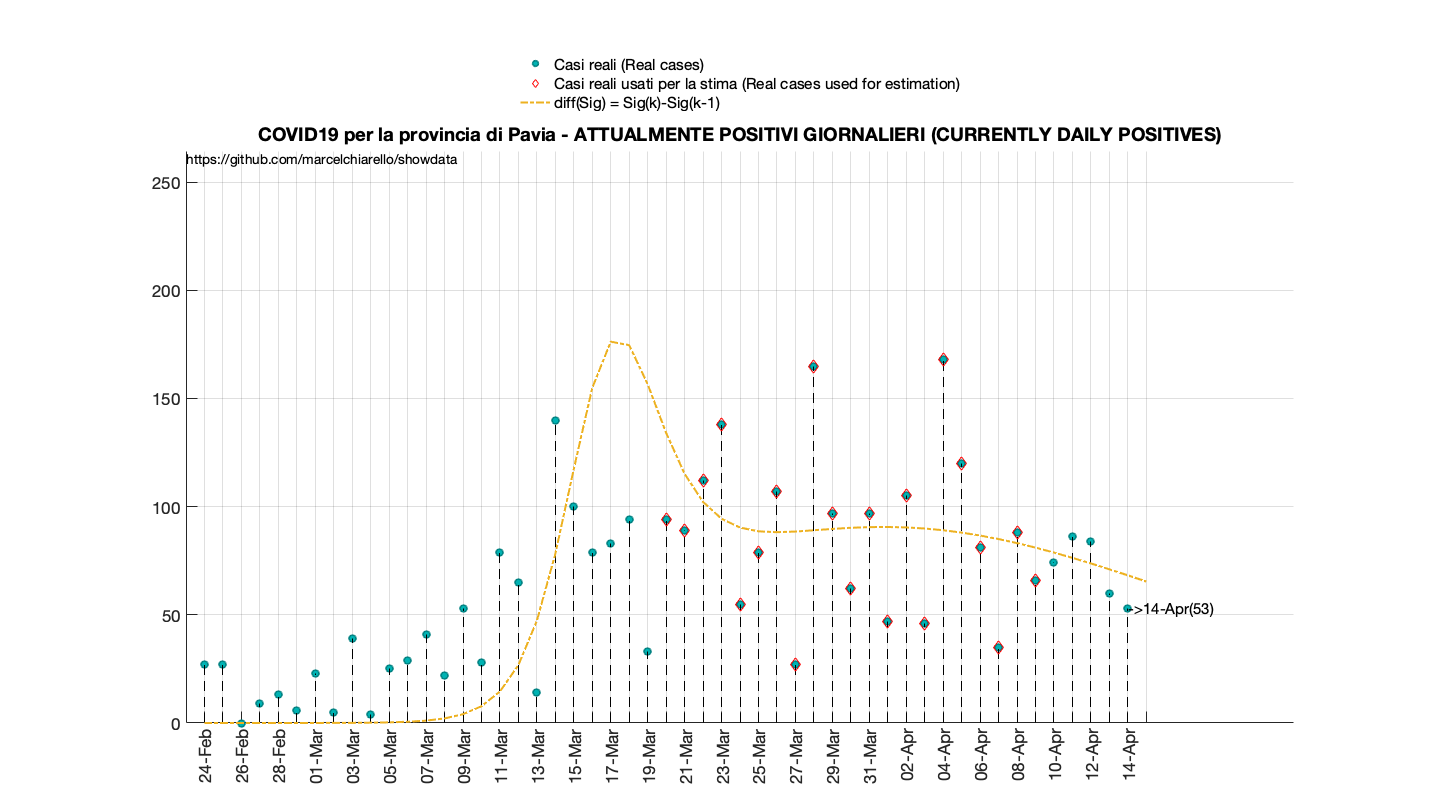 Casi reali (Real cases)
Casi reali usati per la stima (Real cases used for estimation)
diff(Sig) = Sig(k)-Sig(k-1)
COVID19 per la provincia di Pavia - ATTUALMENTE POSITIVI GIORNALIERI (CURRENTLY DAILY POSITIVES)
https://github.com/marcelchiarello/showdata
250
200
150
100
50
0
->14-Apr(53)
24-Feb
26-Feb
28-Feb
01-Mar
03-Mar
05-Mar
07-Mar
09-Mar
11-Mar
13-Mar
15-Mar
17-Mar
19-Mar
21-Mar
23-Mar
25-Mar
27-Mar
29-Mar
31-Mar
02-Apr
04-Apr
06-Apr
08-Apr
10-Apr
12-Apr
14-Apr